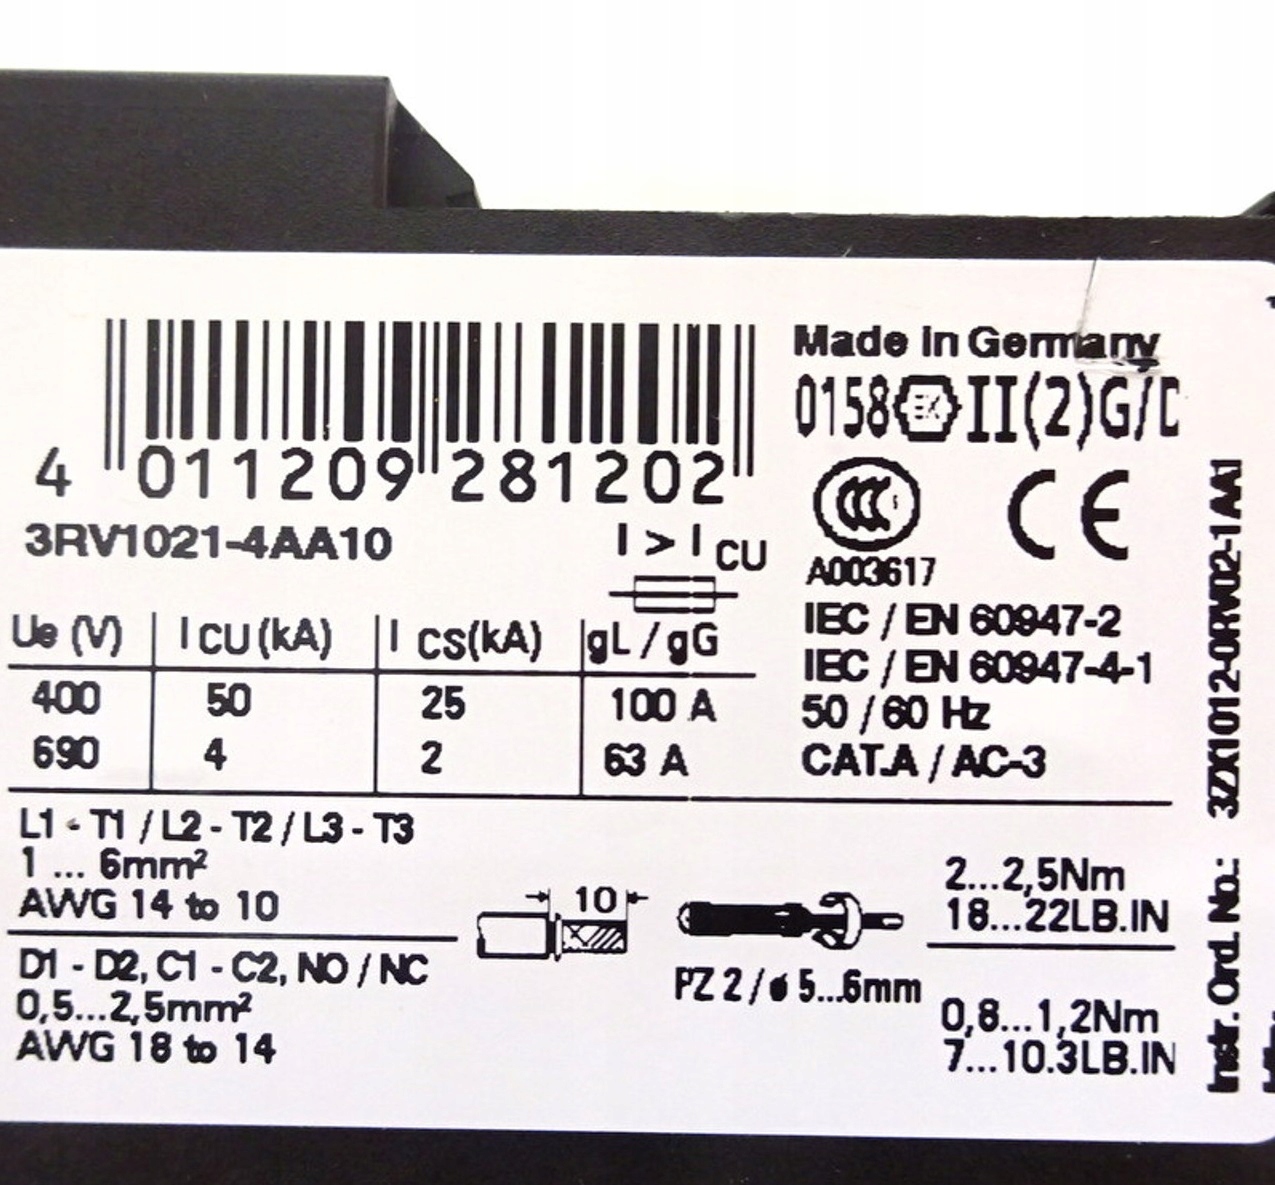 4 011209 281202
3RV1021-4AA10
I > I CU
Ue (V) I CU (kA) I CS(kA) gL / gG
400 50 25 100 A
690 4 2 63 A
Made in Germany
0158 Ex II(2)G/D
CCC
CE
A003617
IEC / EN 60947-2
IEC / EN 60947-4-1
50 / 60 Hz
CAT.A / AC-3
L1 - T1 / L2 - T2 / L3 - T3
1 ... 6mm²
AWG 14 to 10
D1 - D2, C1 - C2, NO / NC
0,5...2,5mm²
AWG 18 to 14
10
PZ 2 / ø 5...6mm
2...2,5Nm
18...22LB.IN
0,8...1,2Nm
7...10.3LB.IN
Instr. Ord. No.: 3ZX1012-0RV02-1AA1